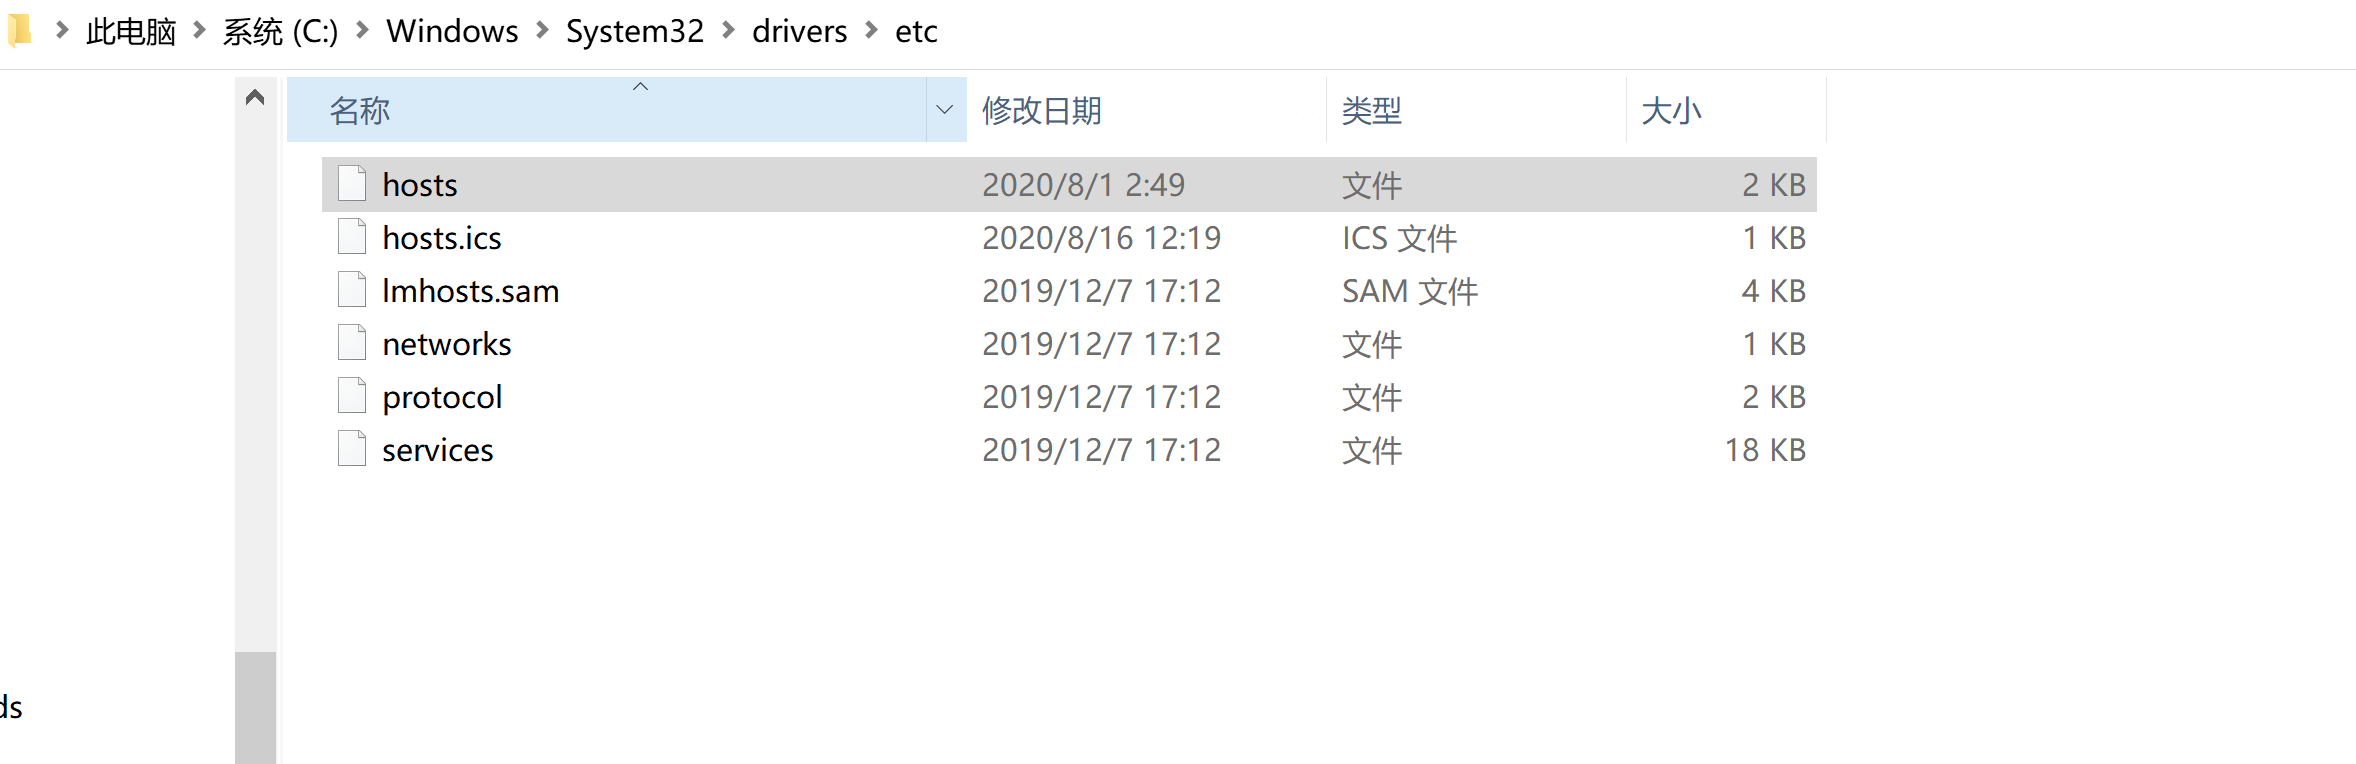 此电脑 系统 (C:) Windows System32 drivers etc
名称 修改日期 类型 大小
hosts 2020/8/1 2:49 文件 2 KB
hosts.ics 2020/8/16 12:19 ICS 文件 1 KB
lmhosts.sam 2019/12/7 17:12 SAM 文件 4 KB
networks 2019/12/7 17:12 文件 1 KB
protocol 2019/12/7 17:12 文件 2 KB
services 2019/12/7 17:12 文件 18 KB
ds